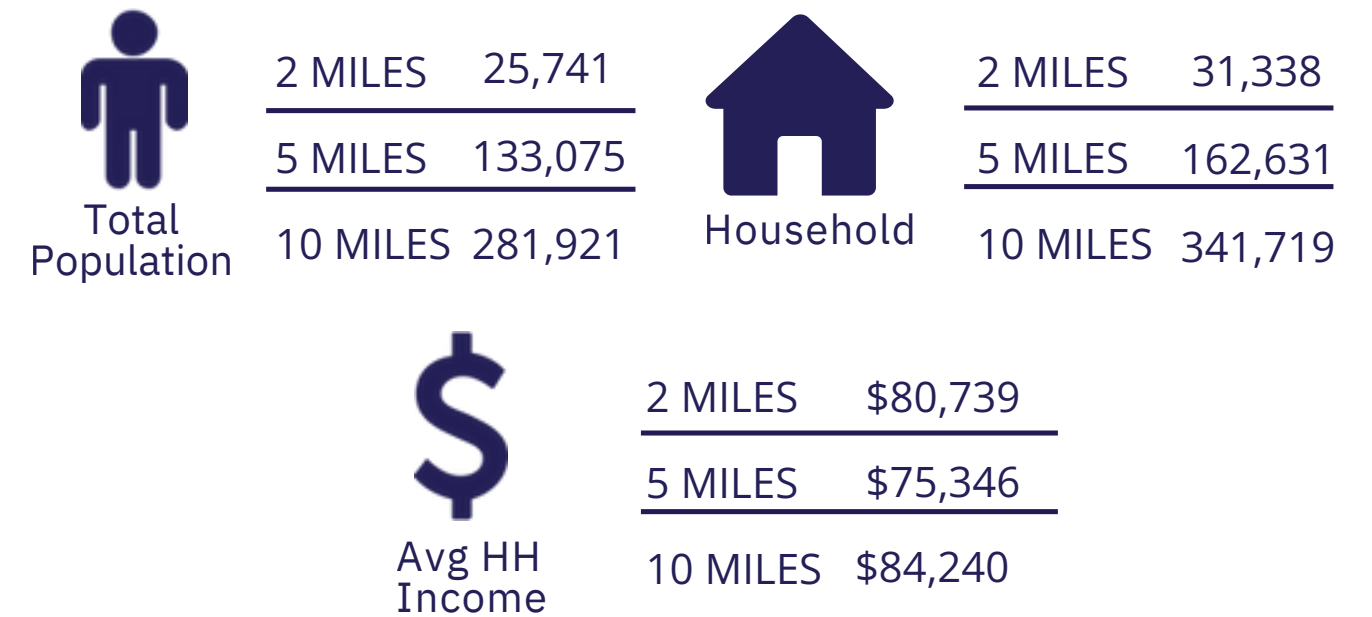 2 MILES 25,741
5 MILES 133,075
10 MILES 281,921
Total
Population
2 MILES 31,338
5 MILES 162,631
10 MILES 341,719
Household
$
2 MILES $80,739
5 MILES $75,346
10 MILES $84,240
Avg HH
Income